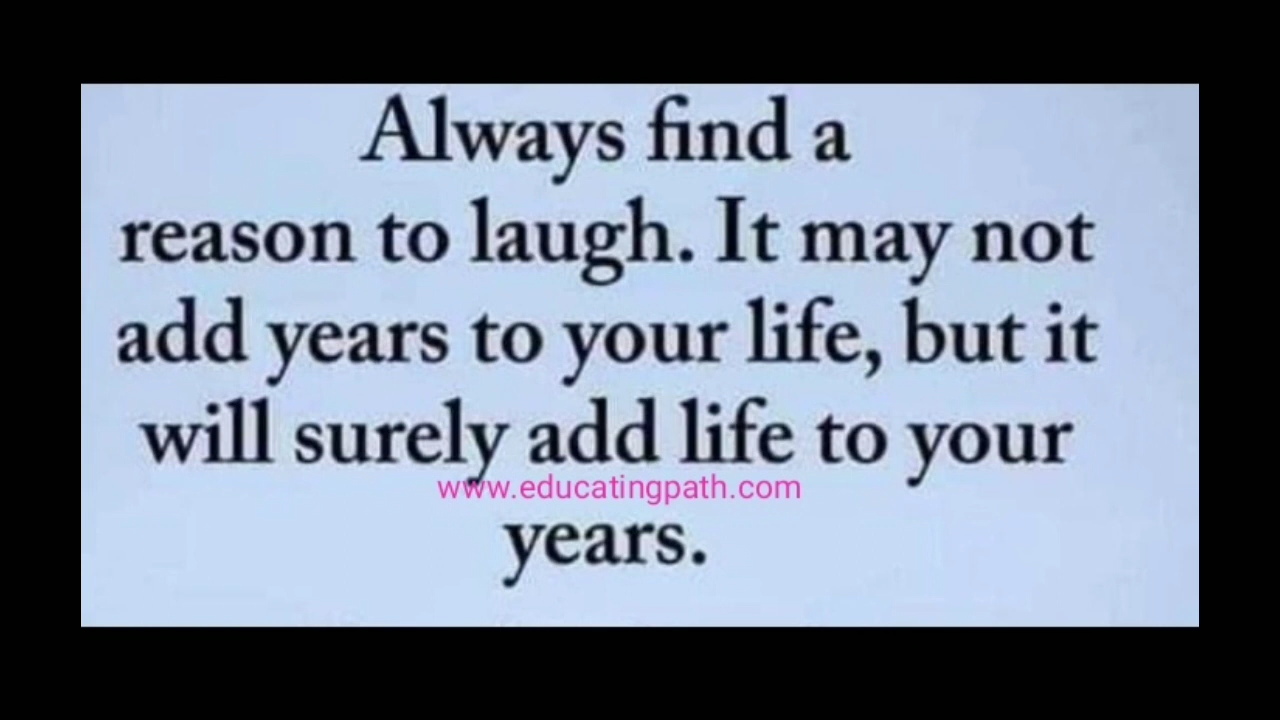 Always find a
reason to laugh. It may not
add years to your life, but it
will surely add life to your
www.educatingpath.com
years.